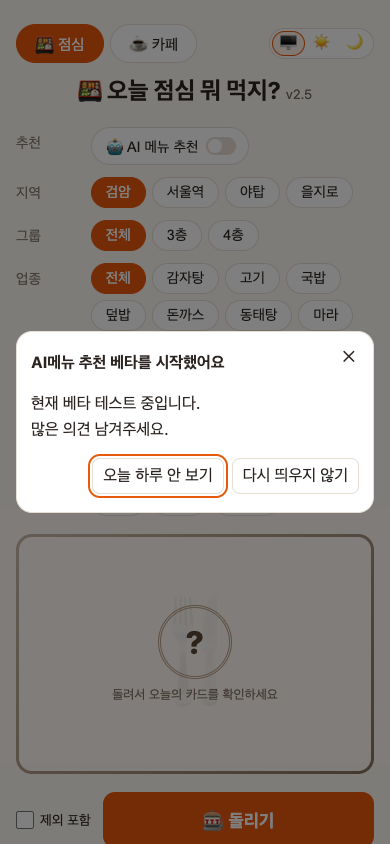 점심
카페
오늘 점심 뭐 먹지? v2.5
추천
AI 메뉴 추천
지역
검암 서울역 야탑 을지로
그룹
전체 3층 4층
업종
전체 감자탕 고기 국밥
덮밥 돈까스 동태탕 마라
AI메뉴 추천 베타를 시작했어요
현재 베타 테스트 중입니다.
많은 의견 남겨주세요.
오늘 하루 안 보기 다시 띄우지 않기
?
돌려서 오늘의 카드를 확인하세요
제외 포함
돌리기